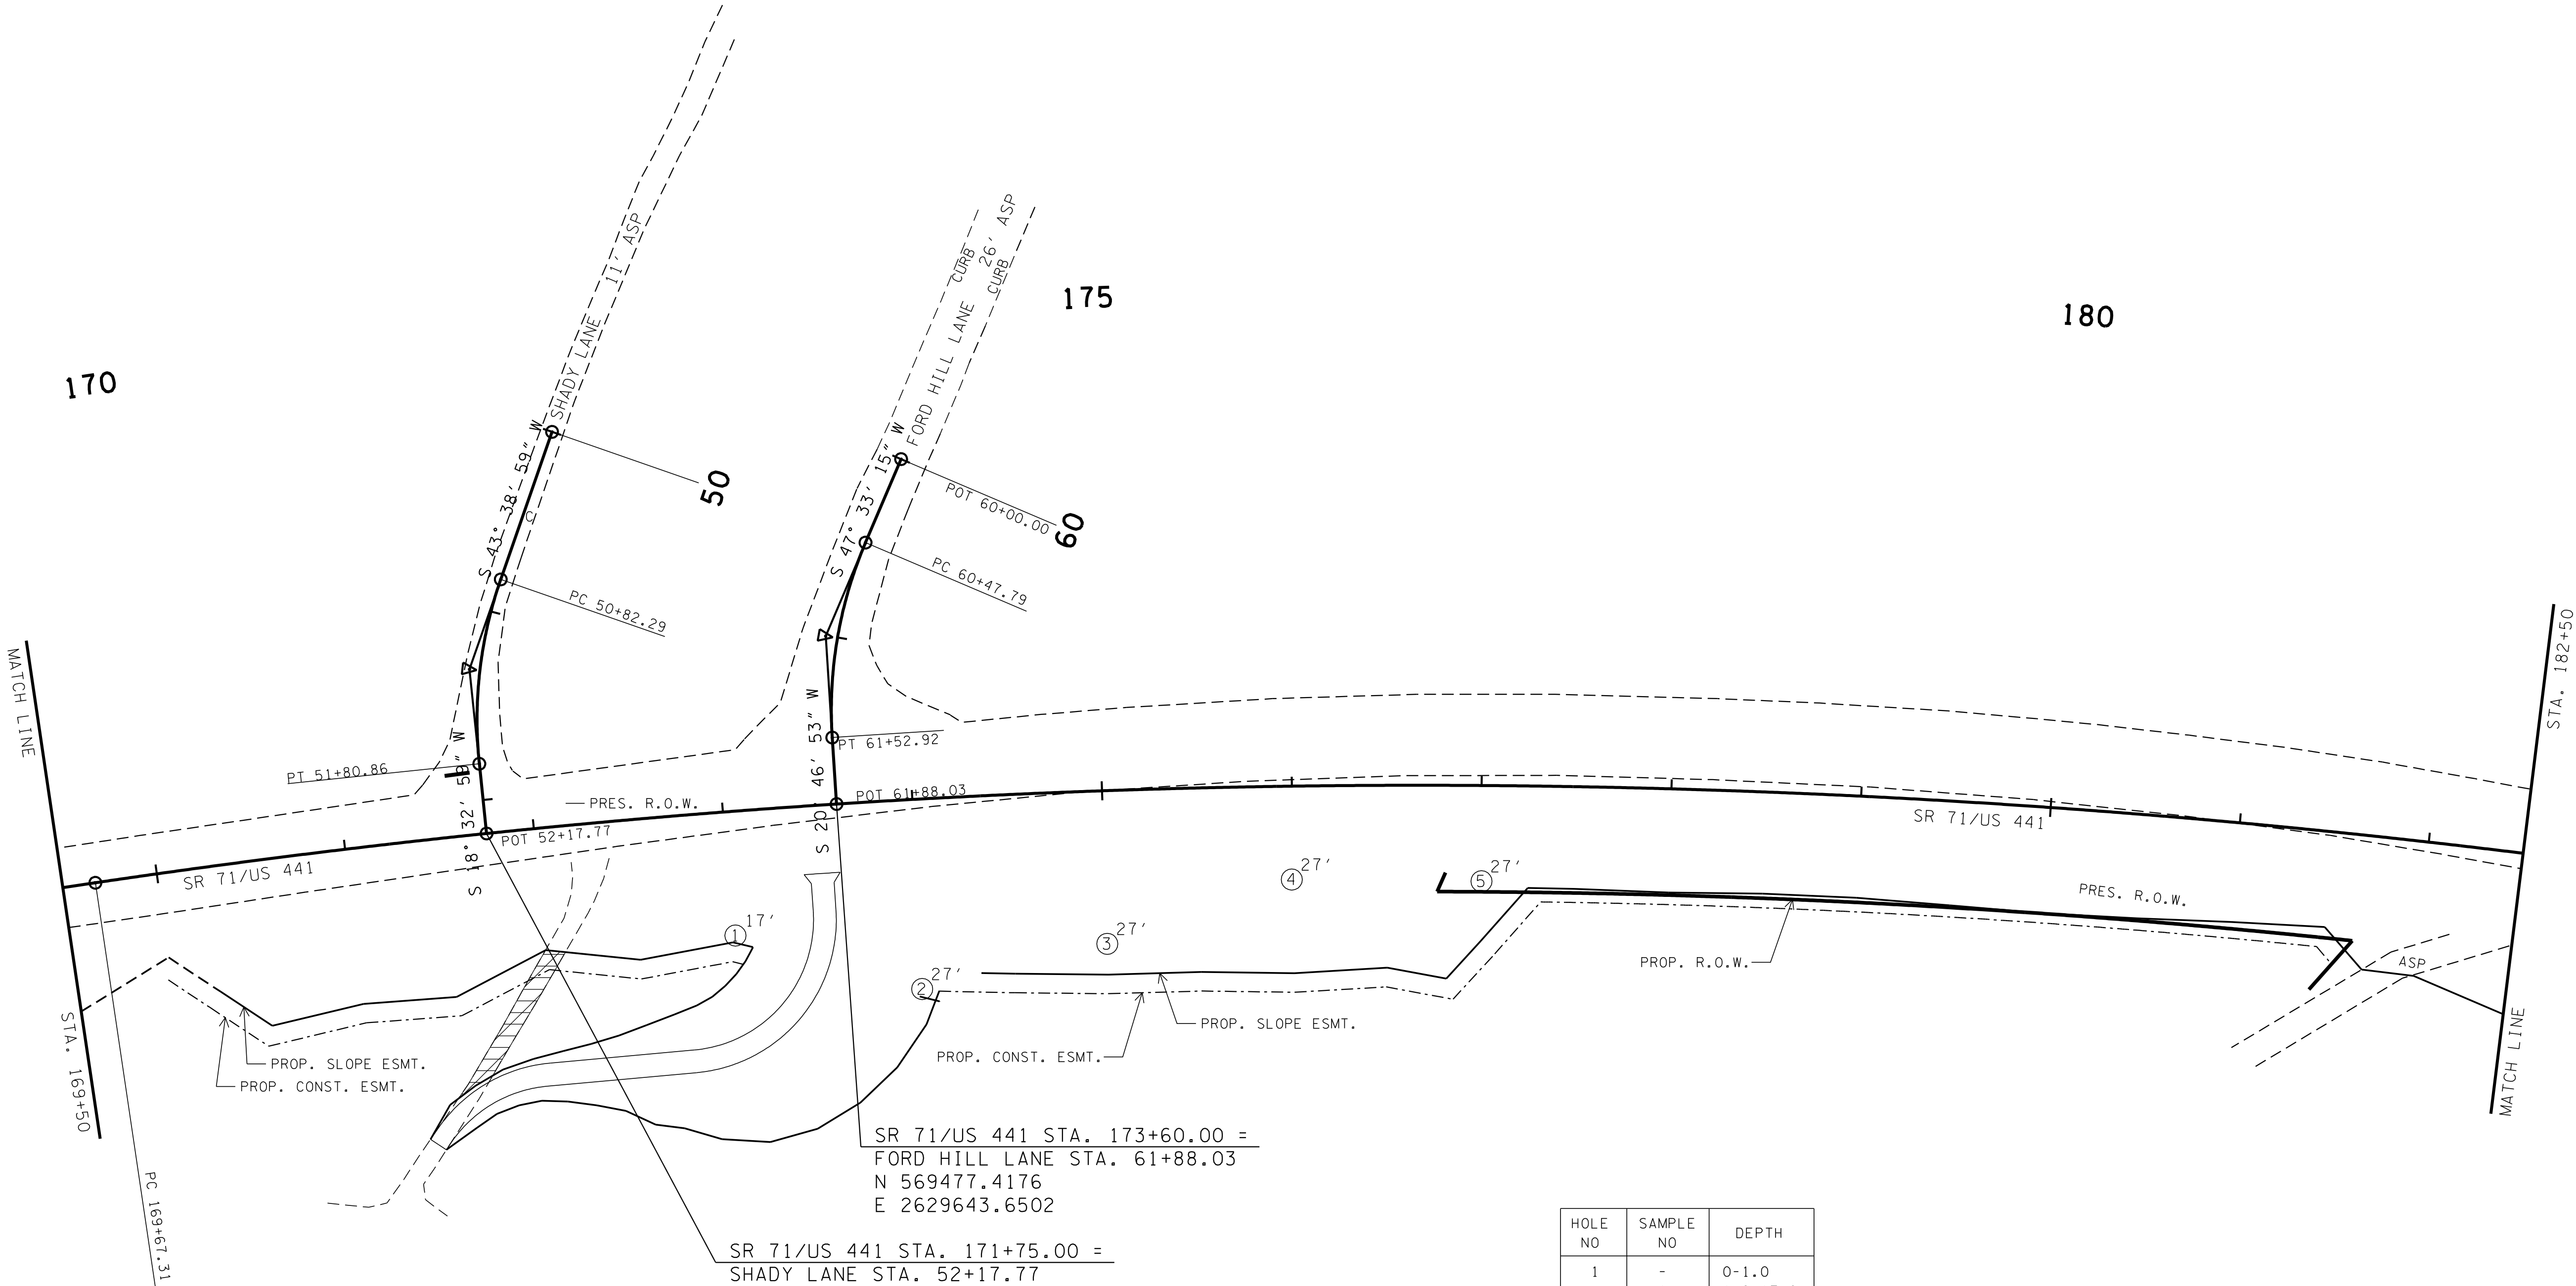 170
175
180
11' ASP
SHADY LANE
CURB
26' ASP
CURB
FORD HILL LANE
50
60
S 43° 38' 59" W
S 47° 33' 15" W
POT 60+00.00
PC 60+47.79
PC 50+82.29
C
MATCH LINE
STA. 169+50
STA. 182+50
MATCH LINE
PT 51+80.86
S 18° 32' 59" W
PT 61+52.92
S 20° 46' 53" W
POT 61+88.03
PRES. R.O.W.
POT 52+17.77
SR 71/US 441
SR 71/US 441
PRES. R.O.W.
1 17'
2 27'
3 27'
4 27'
5 27'
PROP. R.O.W.
ASP
PROP. SLOPE ESMT.
PROP. CONST. ESMT.
PROP. SLOPE ESMT.
PROP. CONST. ESMT.
PC 169+67.31
SR 71/US 441 STA. 173+60.00 =
FORD HILL LANE STA. 61+88.03
N 569477.4176
E 2629643.6502
SR 71/US 441 STA. 171+75.00 =
SHADY LANE STA. 52+17.77
HOLE NO SAMPLE NO DEPTH
1 - 0-1.0